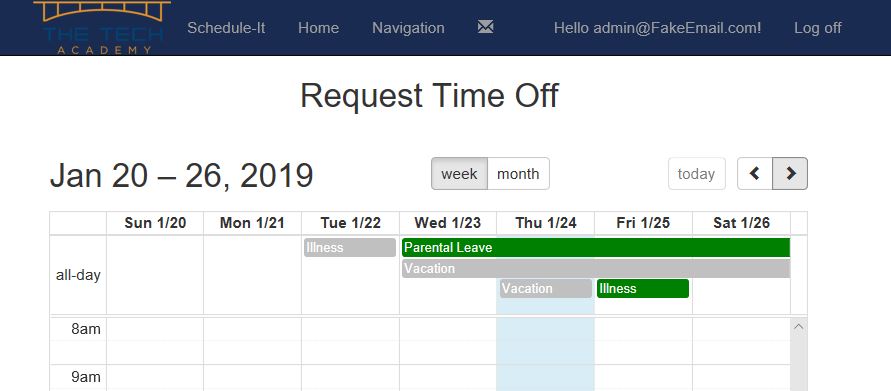 THE TECH
ACADEMY
Schedule-It Home Navigation Hello admin@FakeEmail.com! Log off
Request Time Off
Jan 20 – 26, 2019
week month
today
Sun 1/20 Mon 1/21 Tue 1/22 Wed 1/23 Thu 1/24 Fri 1/25 Sat 1/26
Illness Parental Leave
Vacation
all-day
Vacation Illness
8am
9am